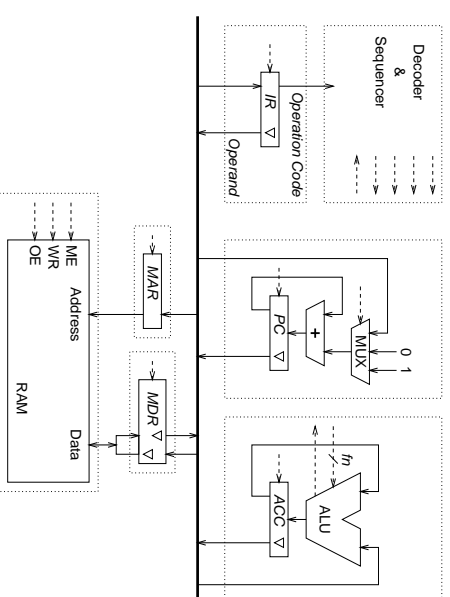 Decoder
&
Sequencer
Operation Code
IR
Operand
0
1
MUX
+
PC
fn
ALU
ACC
MAR
MDR
ME
WR
OE
Address
Data
RAM